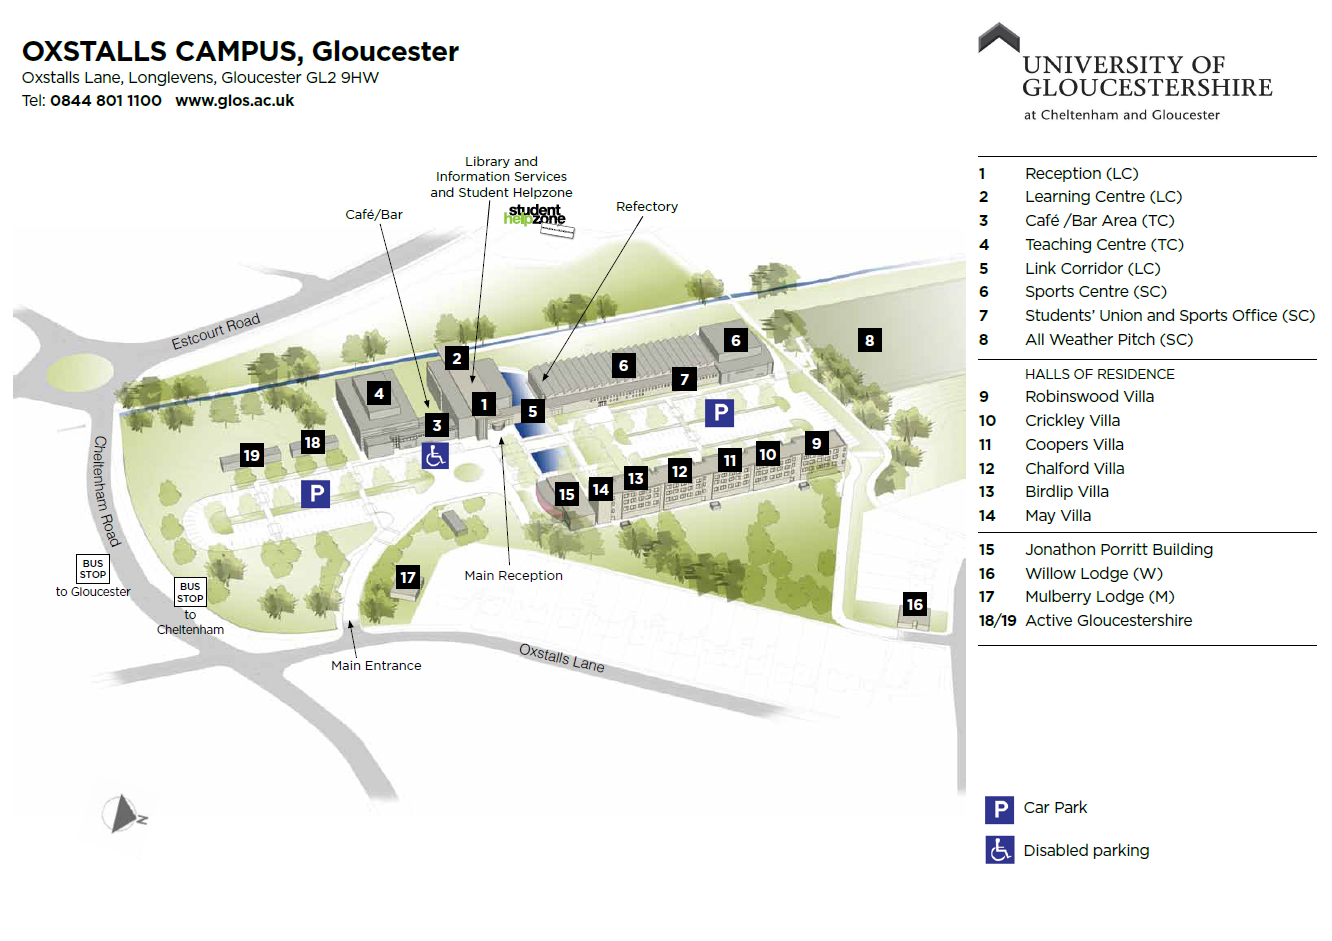 OXSTALLS CAMPUS, Gloucester
Oxstalls Lane, Longlevens, Gloucester GL2 9HW
Tel: 0844 801 1100 www.glos.ac.uk
UNIVERSITY OF
GLOUCESTERSHIRE
at Cheltenham and Gloucester
Library and
Information Services
and Student Helpzone
student
helpzone
Café/Bar
Refectory
Estcourt Road
Cheltenham Road
2
6
6
8
4
7
1
5
3
P
9
18
19
11
10
12
13
14
15
P
BUS
STOP
to Gloucester
BUS
STOP
to
Cheltenham
17
Main Reception
16
Main Entrance
Oxstalls Lane
N
1 Reception (LC)
2 Learning Centre (LC)
3 Café /Bar Area (TC)
4 Teaching Centre (TC)
5 Link Corridor (LC)
6 Sports Centre (SC)
7 Students’ Union and Sports Office (SC)
8 All Weather Pitch (SC)
HALLS OF RESIDENCE
9 Robinswood Villa
10 Crickley Villa
11 Coopers Villa
12 Chalford Villa
13 Birdlip Villa
14 May Villa
15 Jonathon Porritt Building
16 Willow Lodge (W)
17 Mulberry Lodge (M)
18/19 Active Gloucestershire
P Car Park
Disabled parking